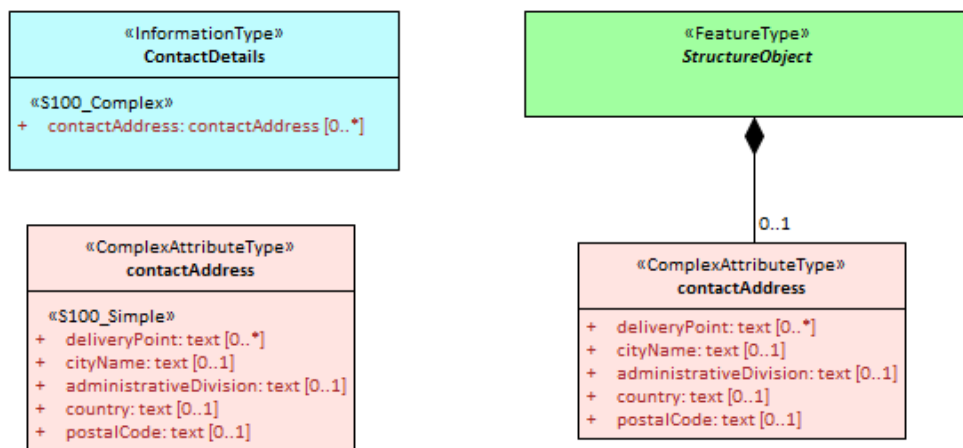 «InformationType»
ContactDetails
«S100_Complex»
+ contactAddress: contactAddress [0..*]
«ComplexAttributeType»
contactAddress
«S100_Simple»
+ deliveryPoint: text [0..*]
+ cityName: text [0..1]
+ administrativeDivision: text [0..1]
+ country: text [0..1]
+ postalCode: text [0..1]
«FeatureType»
StructureObject
0..1
«ComplexAttributeType»
contactAddress
+ deliveryPoint: text [0..*]
+ cityName: text [0..1]
+ administrativeDivision: text [0..1]
+ country: text [0..1]
+ postalCode: text [0..1]